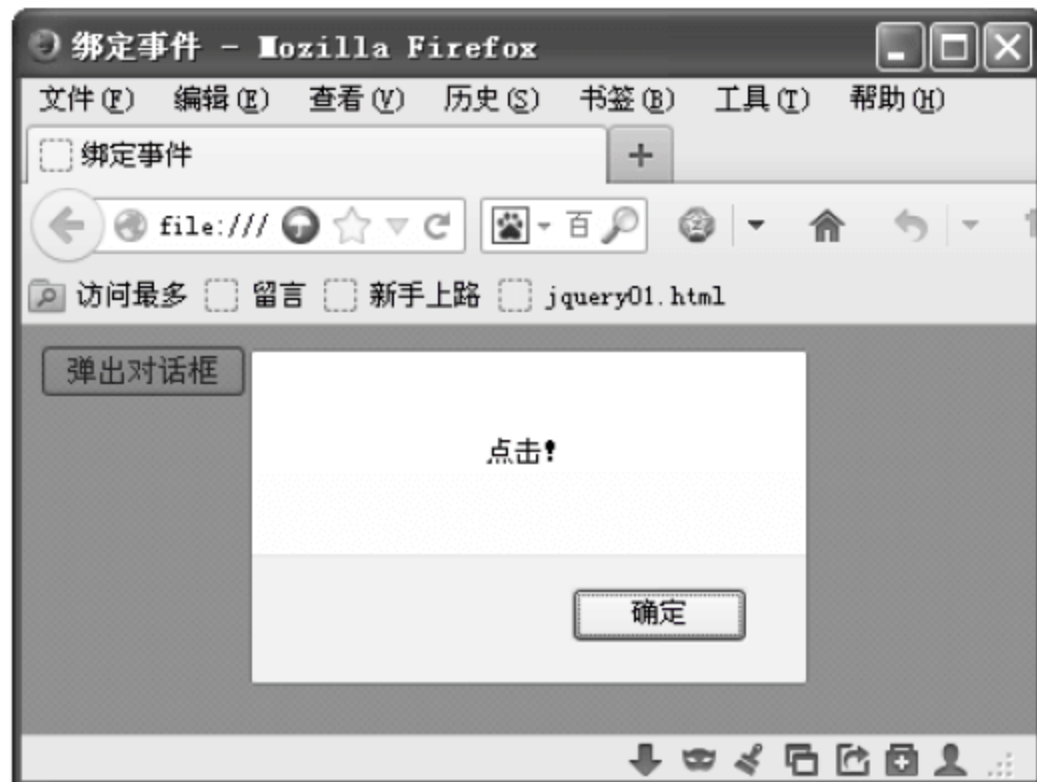 绑定事件 - Mozilla Firefox
文件(F) 编辑(E) 查看(V) 历史(S) 书签(B) 工具(T) 帮助(H)
绑定事件
file:/// 百
访问最多 留言 新手上路 jquery01.html
弹出对话框
点击!
确定